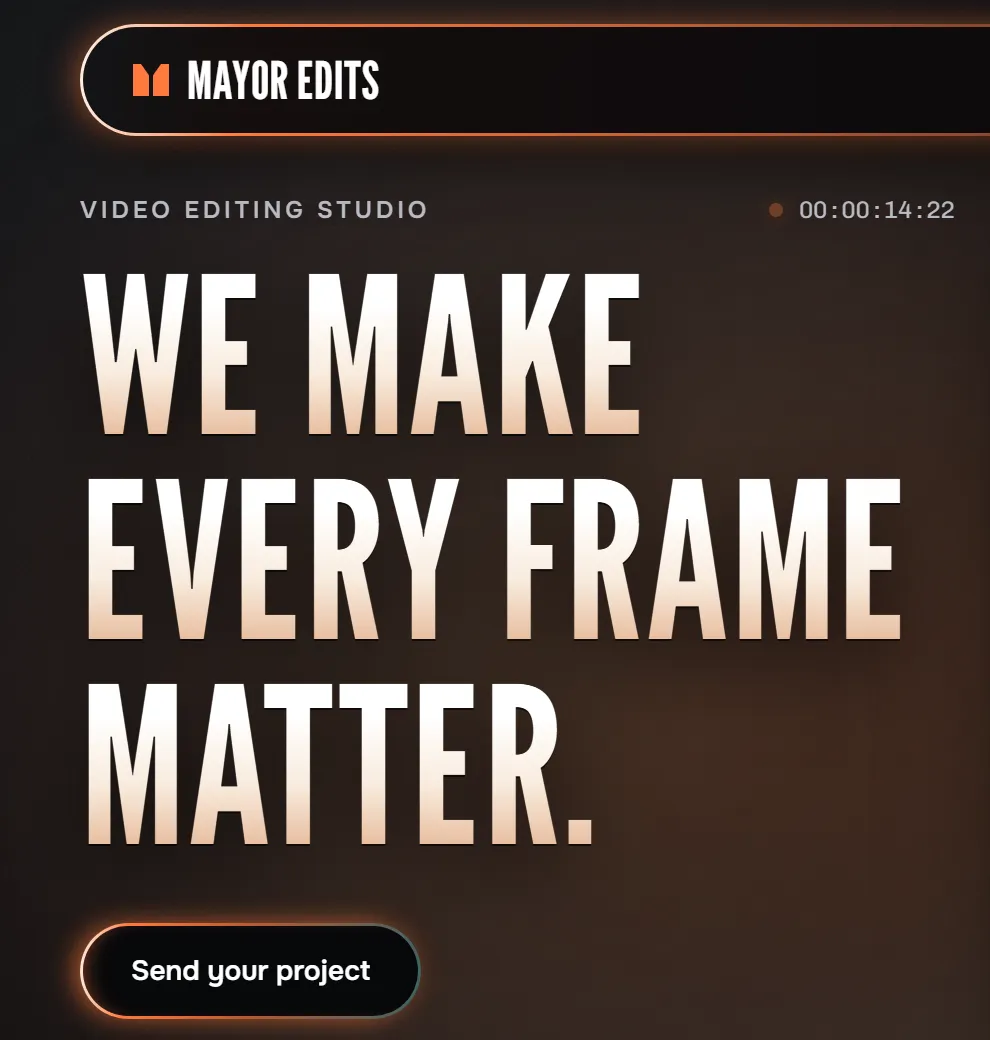 MAYOR EDITS
VIDEO EDITING STUDIO
00:00:14:22
WE MAKE
EVERY FRAME
MATTER.
Send your project